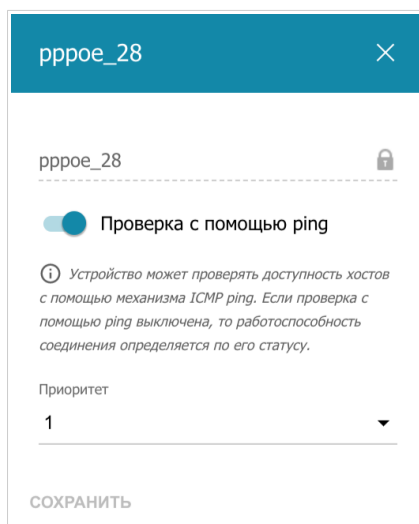 pppoe_28
pppoe_28
Проверка с помощью ping
Устройство может проверять доступность хостов
с помощью механизма ICMP ping. Если проверка с
помощью ping выключена, то работоспособность
соединения определяется по его статусу.
Приоритет
1
СОХРАНИТЬ